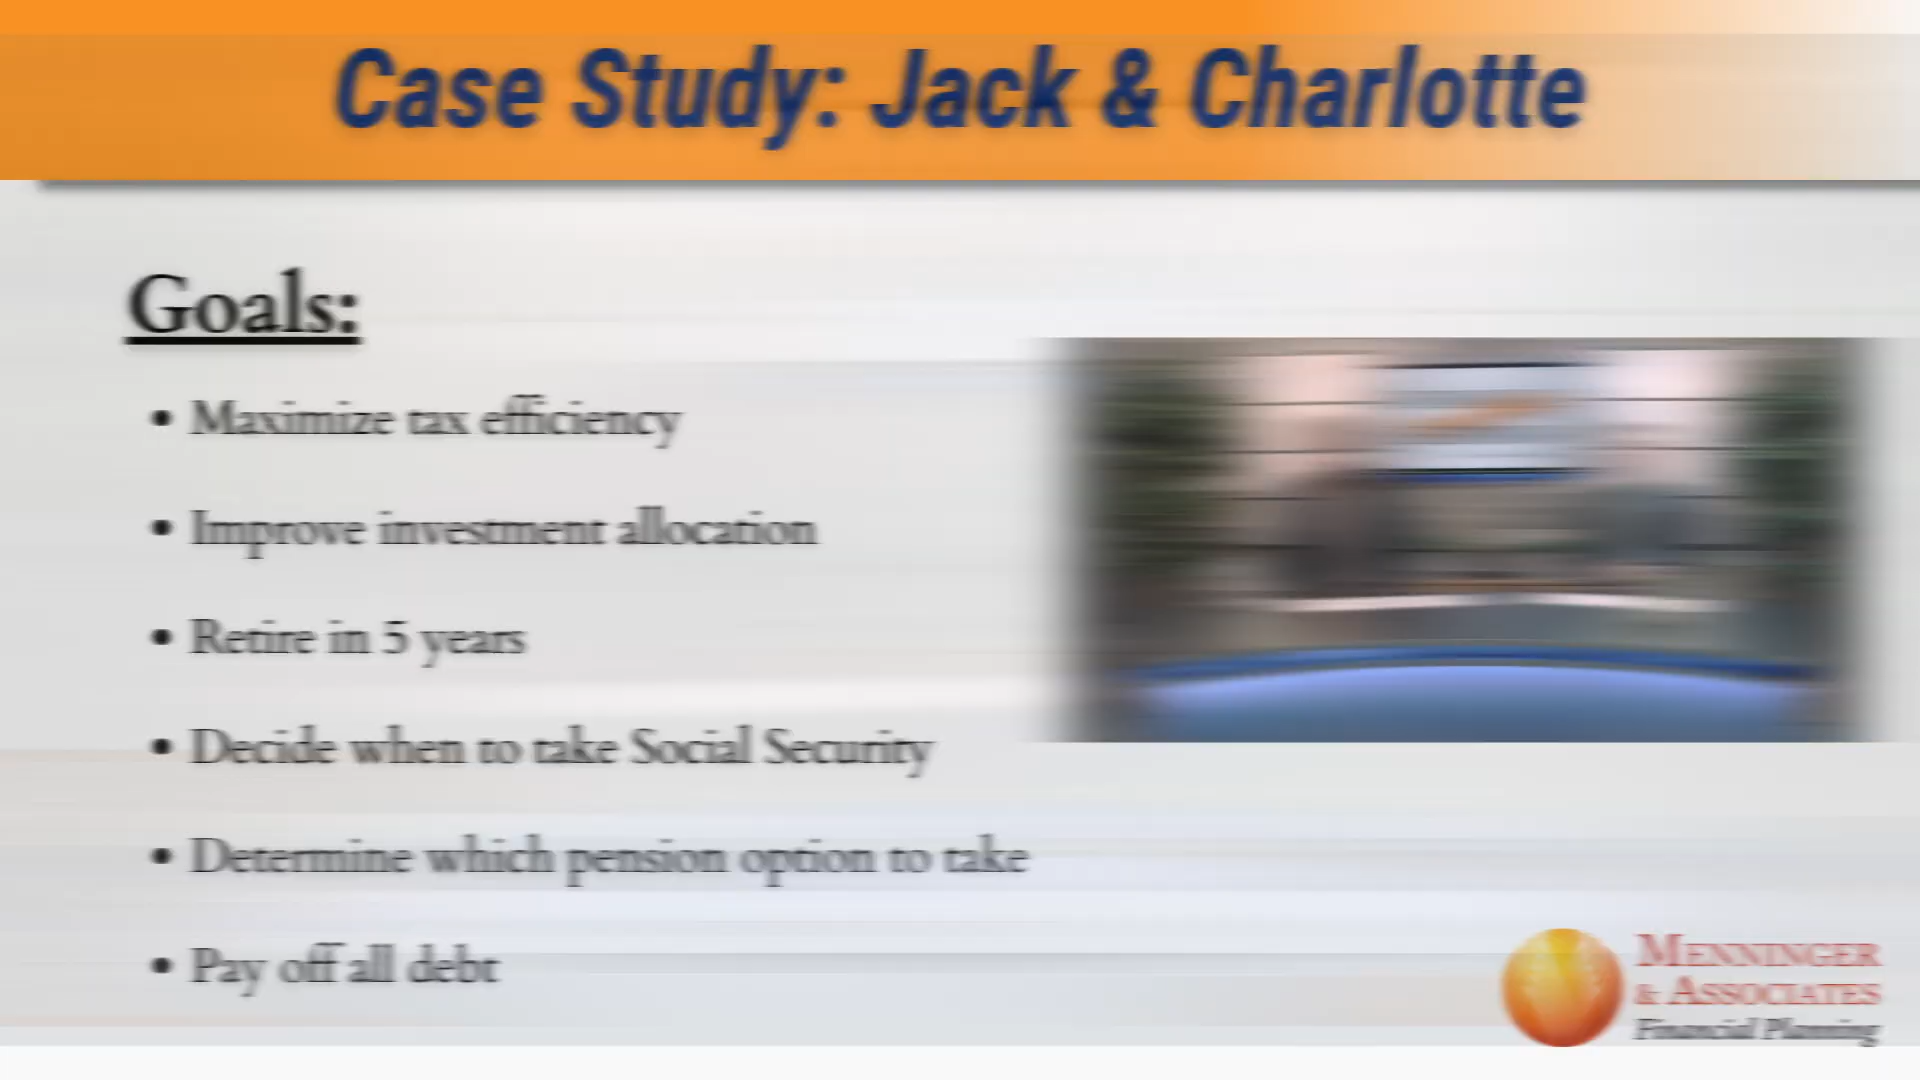 Case Study: Jack & Charlotte
Goals:
• Maximize tax efficiency
• Improve investment allocation
• Retire in 5 years
• Decide when to take Social Security
• Determine which pension option to take
• Pay off all debt
MENNINGER
& ASSOCIATES
Financial Planning